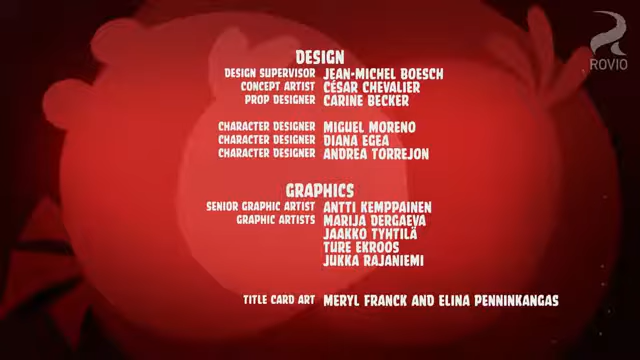 ROVIO
DESIGN
DESIGN SUPERVISOR JEAN-MICHEL BOESCH
CONCEPT ARTIST CÉSAR CHEVALIER
PROP DESIGNER CARINE BECKER
CHARACTER DESIGNER MIGUEL MORENO
CHARACTER DESIGNER DIANA EGEA
CHARACTER DESIGNER ANDREA TORREJON
GRAPHICS
SENIOR GRAPHIC ARTIST ANTTI KEMPPAINEN
GRAPHIC ARTISTS MARIJA DERGAEVA
JAAKKO TYHTILÄ
TURE EKROOS
JUKKA RAJANIEMI
TITLE CARD ART MERYL FRANCK AND ELINA PENNINKANGAS